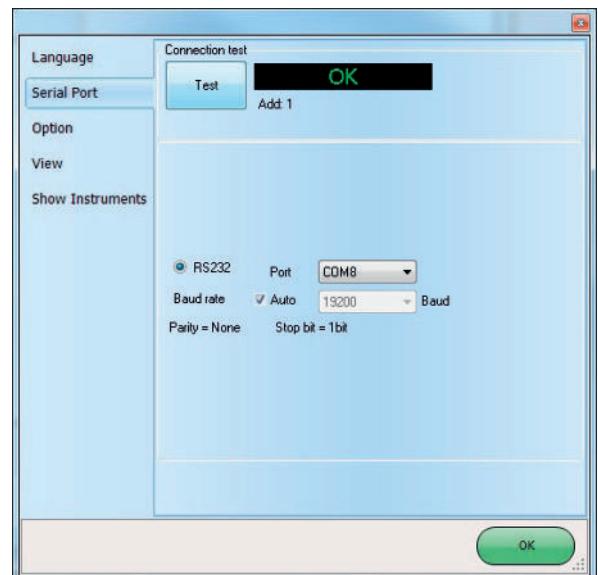 Language
Serial Port
Option
View
Show Instruments
Connection test
Test
OK
Add: 1
RS232 Port COM8
Baud rate Auto 19200 Baud
Parity = None Stop bit = 1bit
OK